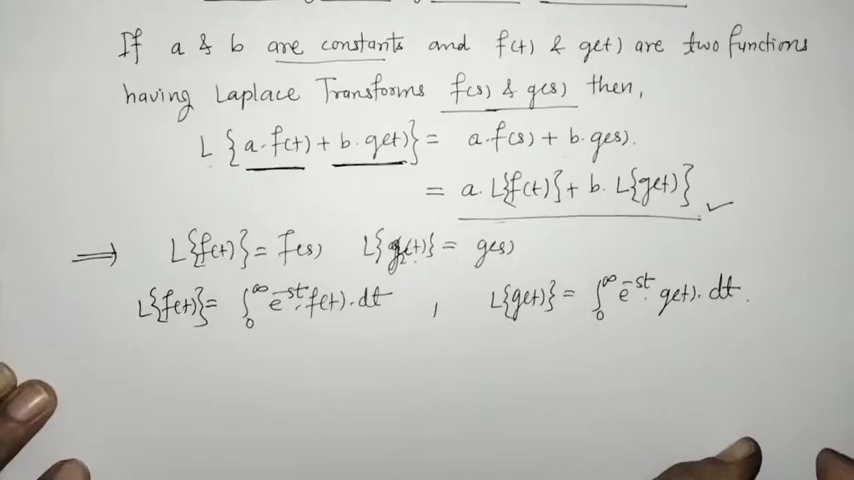 If a & b are constants and f(t) & g(t) are two functions
having Laplace Transforms f(s) & g(s) then,
L {a.f(t) + b.g(t)} = a.f(s) + b.g(s).
= a. L{f(t)} + b. L{g(t)} ✓
⟹ L{f(t)} = f(s) L{g(t)} = g(s)
L{f(t)} = ∫₀^∞ e^-st. f(t).dt , L{g(t)} = ∫₀^∞ e^-st. g(t). dt.